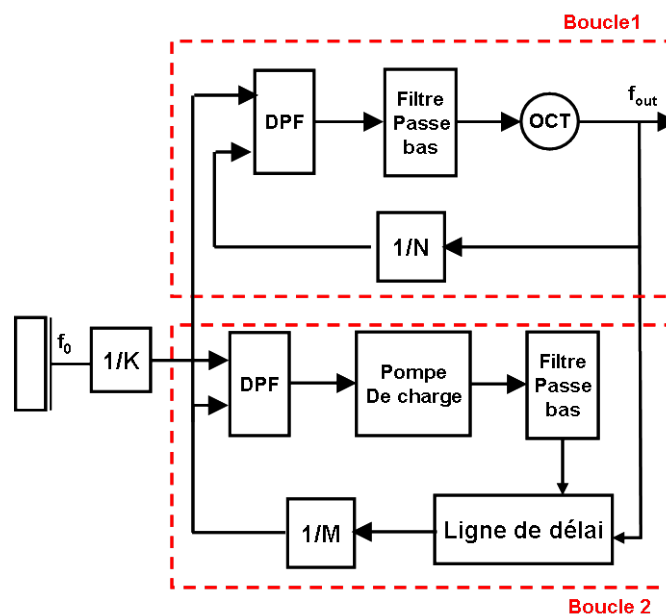 Boucle1
DPF
Filtre
Passe
bas
OCT
fout
1/N
f0
1/K
DPF
Pompe
De charge
Filtre
Passe
bas
1/M
Ligne de délai
Boucle 2